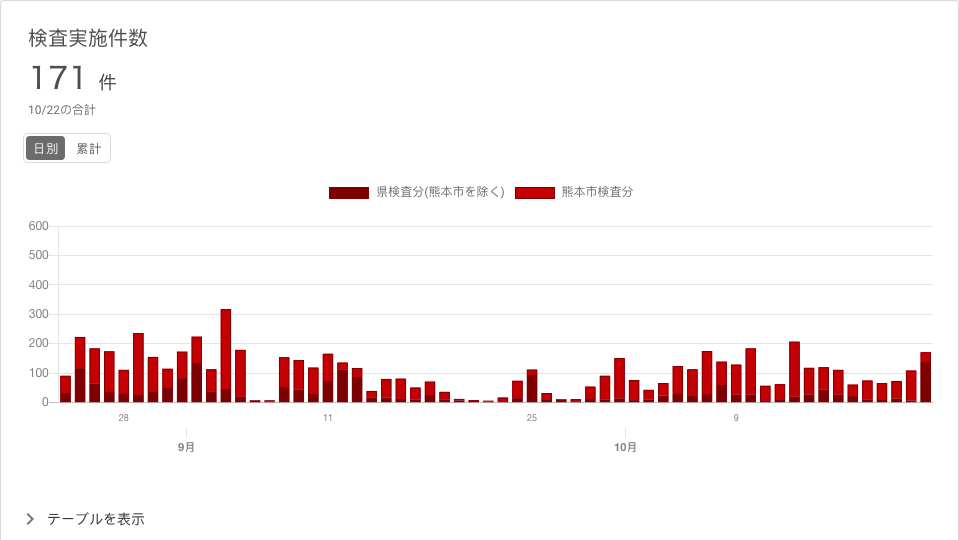 検査実施件数
171 件
10/22の合計
日別 累計
県検査分(熊本市を除く) 熊本市検査分
600
500
400
300
200
100
0
28 11 25 9
9月 10月
テーブルを表示